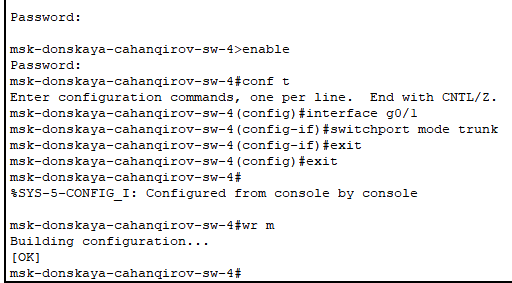 Password:
msk-donskaya-cahanqirov-sw-4>enable
Password:
msk-donskaya-cahanqirov-sw-4#conf t
Enter configuration commands, one per line.  End with CNTL/Z.
msk-donskaya-cahanqirov-sw-4(config)#interface g0/1
msk-donskaya-cahanqirov-sw-4(config-if)#switchport mode trunk
msk-donskaya-cahanqirov-sw-4(config-if)#exit
msk-donskaya-cahanqirov-sw-4(config)#exit
msk-donskaya-cahanqirov-sw-4#
%SYS-5-CONFIG_I: Configured from console by console
msk-donskaya-cahanqirov-sw-4#wr m
Building configuration...
[OK]
msk-donskaya-cahanqirov-sw-4#